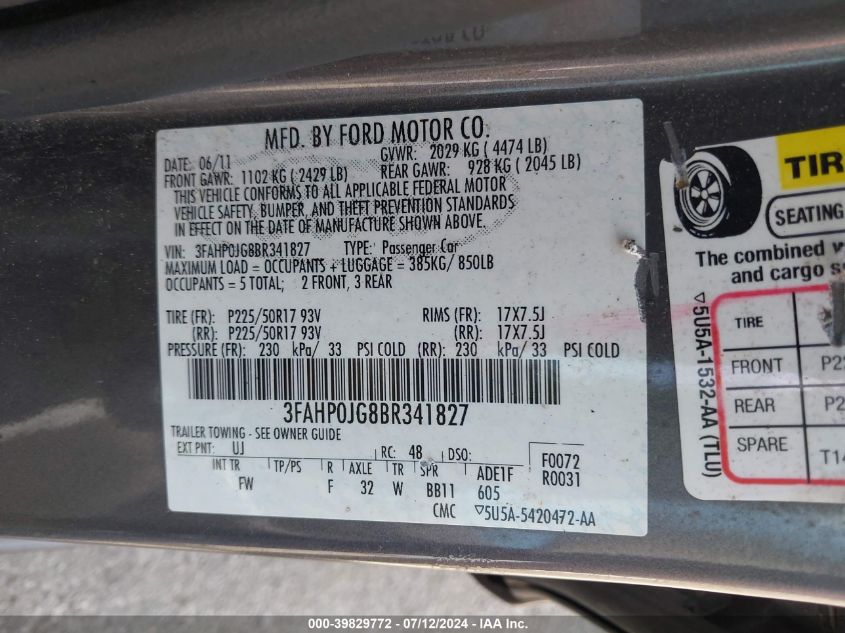 MFD. BY FORD MOTOR CO.
DATE: 06/11 GVWR: 2029 KG ( 4474 LB)
FRONT GAWR: 1102 KG ( 2429 LB) REAR GAWR: 928 KG ( 2045 LB)
THIS VEHICLE CONFORMS TO ALL APPLICABLE FEDERAL MOTOR
VEHICLE SAFETY, BUMPER, AND THEFT PREVENTION STANDARDS
IN EFFECT ON THE DATE OF MANUFACTURE SHOWN ABOVE.
VIN: 3FAHP0JG8BR341827 TYPE: Passenger Car
MAXIMUM LOAD = OCCUPANTS + LUGGAGE = 385KG/ 850LB
OCCUPANTS = 5 TOTAL; 2 FRONT, 3 REAR
TIRE (FR): P225/50R17 93V RIMS (FR): 17X7.5J
(RR): P225/50R17 93V (RR): 17X7.5J
PRESSURE (FR): 230 kPa/ 33 PSI COLD (RR): 230 kPa/ 33 PSI COLD
3FAHP0JG8BR341827
TRAILER TOWING - SEE OWNER GUIDE
EXT PNT: UJ RC: 48 DSO: F0072
INT TR TP/PS R AXLE TR SPR ADE1F R0031
FW F 32 W BB11 605
CMC ▽5U5A-5420472-AA
TIR
SEATING
The combined
and cargo
TIRE
FRONT P22
REAR P2
SPARE T14
▽5U5A-1532-AA (TLU)
000-39829772 - 07/12/2024 - IAA Inc.